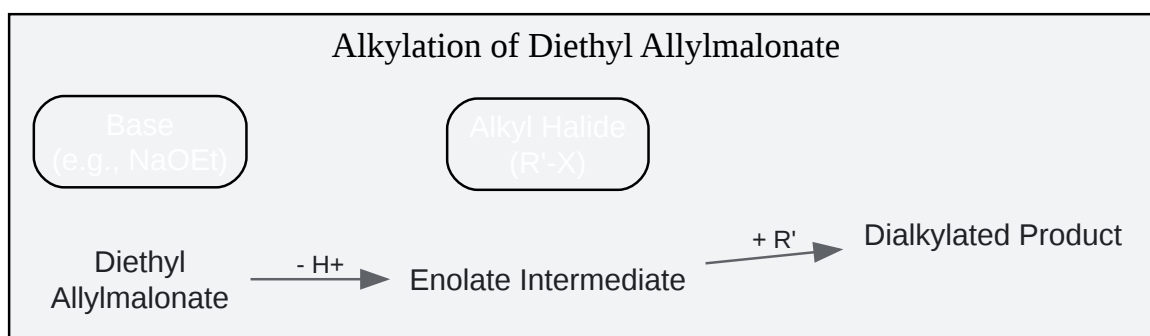 Alkylation of Diethyl Allylmalonate
Base
(e.g., NaOEt)
Alkyl Halide
(R'-X)
Diethyl
Allylmalonate
- H+
Enolate Intermediate
+ R'
Dialkylated Product